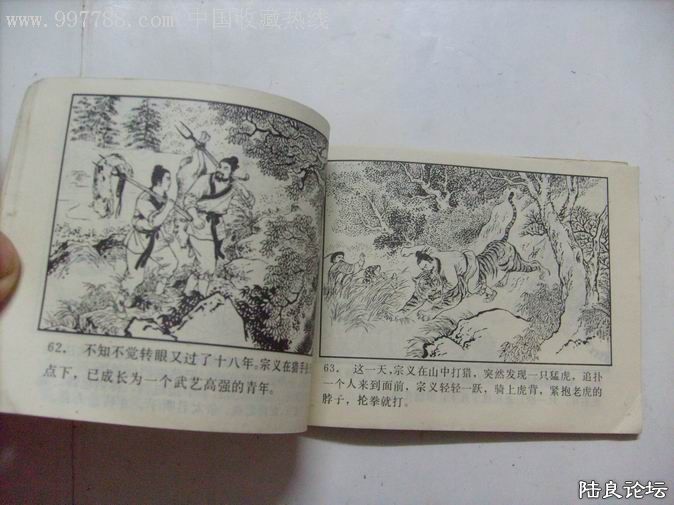 www.997788.com 中国收藏热线
62. 不知不觉转眼又过了十八年。宗义在猎手
点下，已成长为一个武艺高强的青年。
63. 这一天，宗义在山中打猎，突然发现一只猛虎，追扑
一个人来到面前，宗义轻轻一跃，骑上虎背，紧抱老虎的
脖子，抡拳就打。
陆良论坛